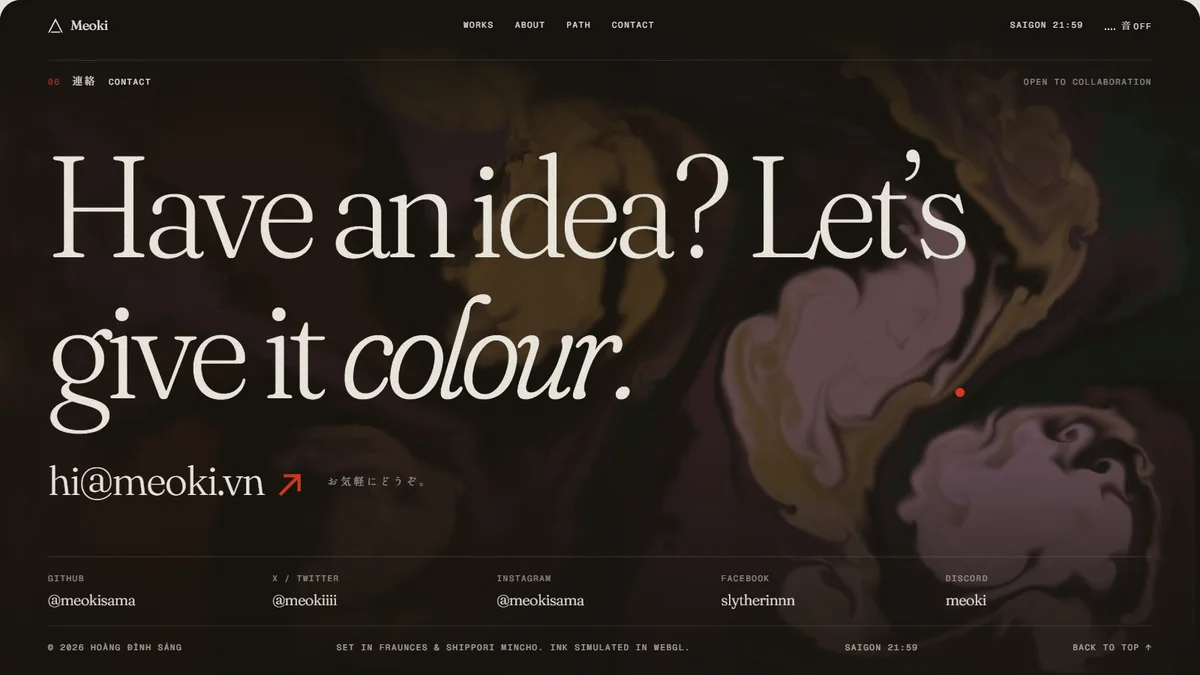 Meoki
WORKS ABOUT PATH CONTACT
SAIGON 21:59 音 OFF
06 連絡 CONTACT
OPEN TO COLLABORATION
Have an idea? Let’s
give it colour.
hi@meoki.vn ↗ お気軽にどうぞ。
GITHUB X / TWITTER INSTAGRAM FACEBOOK DISCORD
@meokisama @meokiiii @meokisama slytherinnn meoki
© 2026 HOÀNG ĐÌNH SÁNG SET IN FRAUNCES & SHIPPORI MINCHO. INK SIMULATED IN WEBGL. SAIGON 21:59 BACK TO TOP ↑